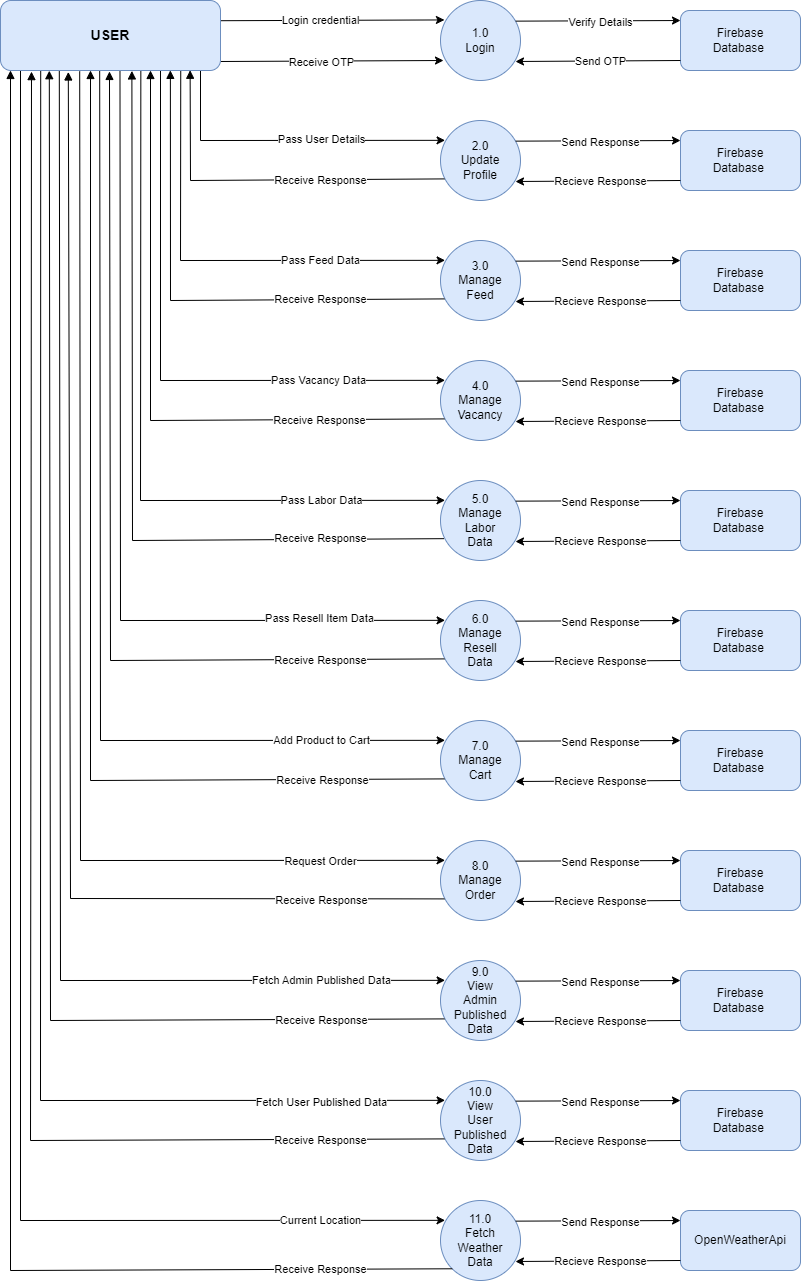 USER
Login credential
Receive OTP
1.0
Login
Verify Details
Send OTP
Firebase
Database
Pass User Details
Receive Response
2.0
Update
Profile
Send Response
Recieve Response
Firebase
Database
Pass Feed Data
Receive Response
3.0
Manage
Feed
Send Response
Recieve Response
Firebase
Database
Pass Vacancy Data
Receive Response
4.0
Manage
Vacancy
Send Response
Recieve Response
Firebase
Database
Pass Labor Data
Receive Response
5.0
Manage
Labor
Data
Send Response
Recieve Response
Firebase
Database
Pass Resell Item Data
Receive Response
6.0
Manage
Resell
Data
Send Response
Recieve Response
Firebase
Database
Add Product to Cart
Receive Response
7.0
Manage
Cart
Send Response
Recieve Response
Firebase
Database
Request Order
Receive Response
8.0
Manage
Order
Send Response
Recieve Response
Firebase
Database
Fetch Admin Published Data
Receive Response
9.0
View
Admin
Published
Data
Send Response
Recieve Response
Firebase
Database
Fetch User Published Data
Receive Response
10.0
View
User
Published
Data
Send Response
Recieve Response
Firebase
Database
Current Location
Receive Response
11.0
Fetch
Weather
Data
Send Response
Recieve Response
OpenWeatherApi